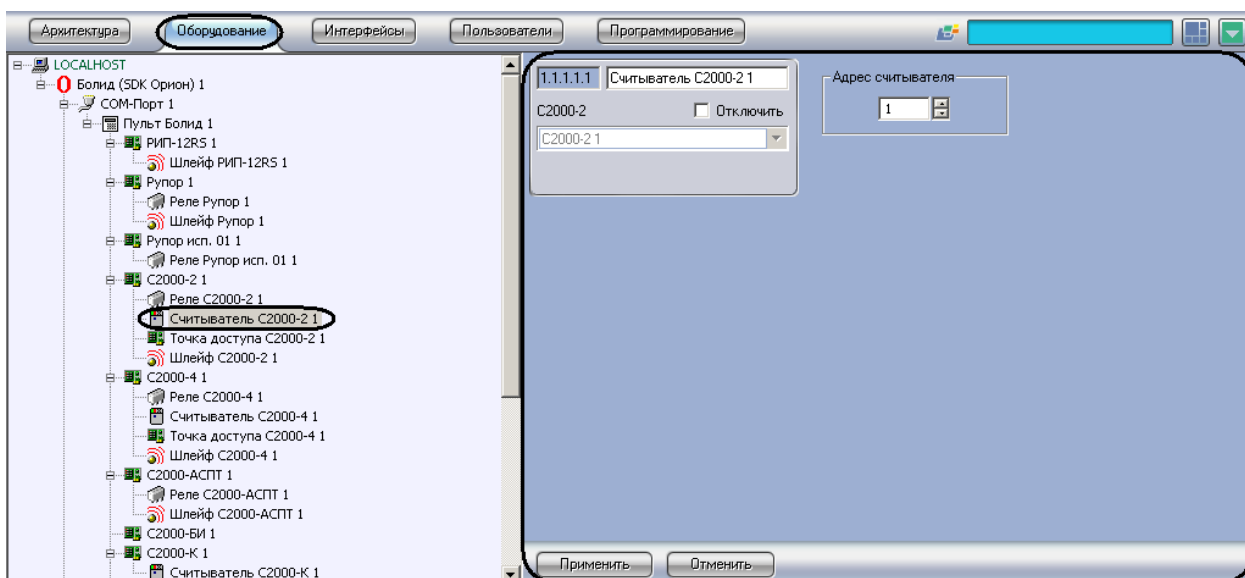 Архитектура Оборудование Интерфейсы Пользователи Программирование
LOCALHOST
Болид (SDK Орион) 1
COM-Порт 1
Пульт Болид 1
РИП-12RS 1
Шлейф РИП-12RS 1
Рупор 1
Реле Рупор 1
Шлейф Рупор 1
Рупор исп. 01 1
Реле Рупор исп. 01 1
С2000-2 1
Реле С2000-2 1
Считыватель С2000-2 1
Точка доступа С2000-2 1
Шлейф С2000-2 1
С2000-4 1
Реле С2000-4 1
Считыватель С2000-4 1
Точка доступа С2000-4 1
Шлейф С2000-4 1
С2000-АСПТ 1
Реле С2000-АСПТ 1
Шлейф С2000-АСПТ 1
С2000-БИ 1
С2000-К 1
Считыватель С2000-К 1
1.1.1.1.1 Считыватель С2000-2 1
С2000-2 Отключить
С2000-2 1
Адрес считывателя
1
Применить Отменить